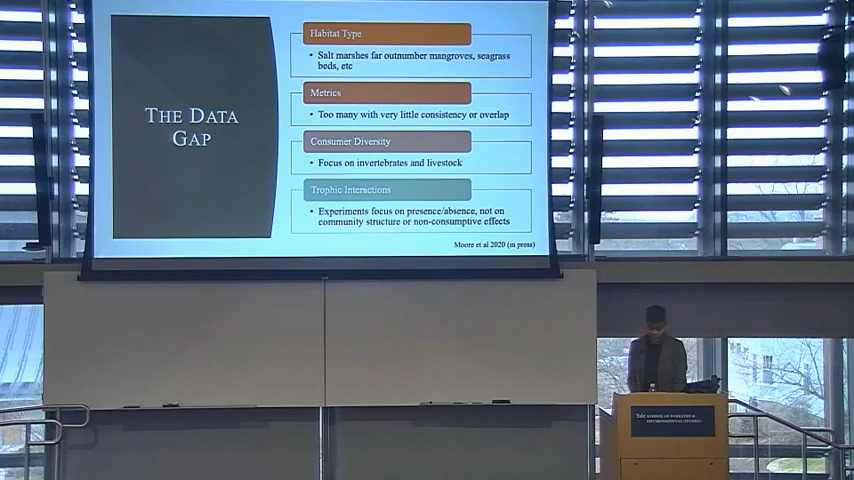 THE DATA
GAP
Habitat Type
• Salt marshes far outnumber mangroves, seagrass
beds, etc
Metrics
• Too many with very little consistency or overlap
Consumer Diversity
• Focus on invertebrates and livestock
Trophic Interactions
• Experiments focus on presence/absence, not on
community structure or non-consumptive effects
Moore et al 2020 (in press)
Yale SCHOOL OF FORESTRY &
ENVIRONMENTAL STUDIES